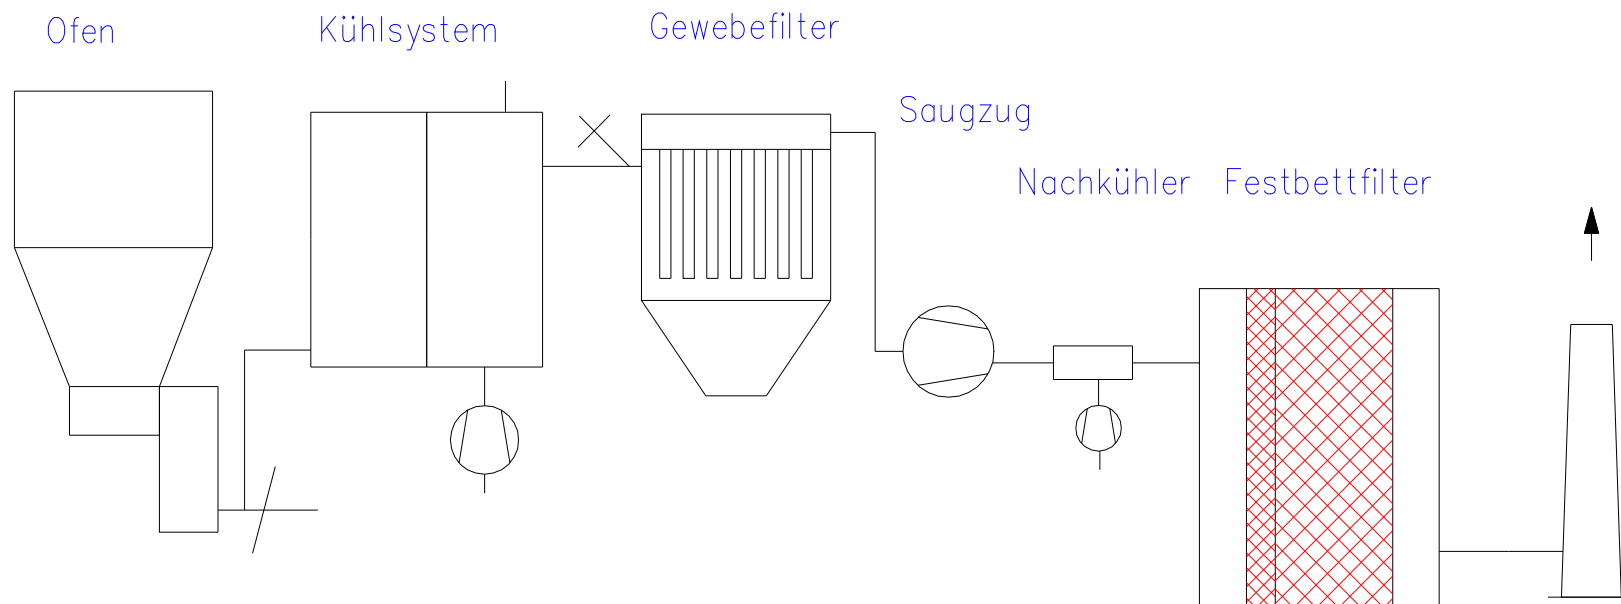 Ofen
Kühlsystem
Gewebefilter
Saugzug
Nachkühler
Festbettfilter